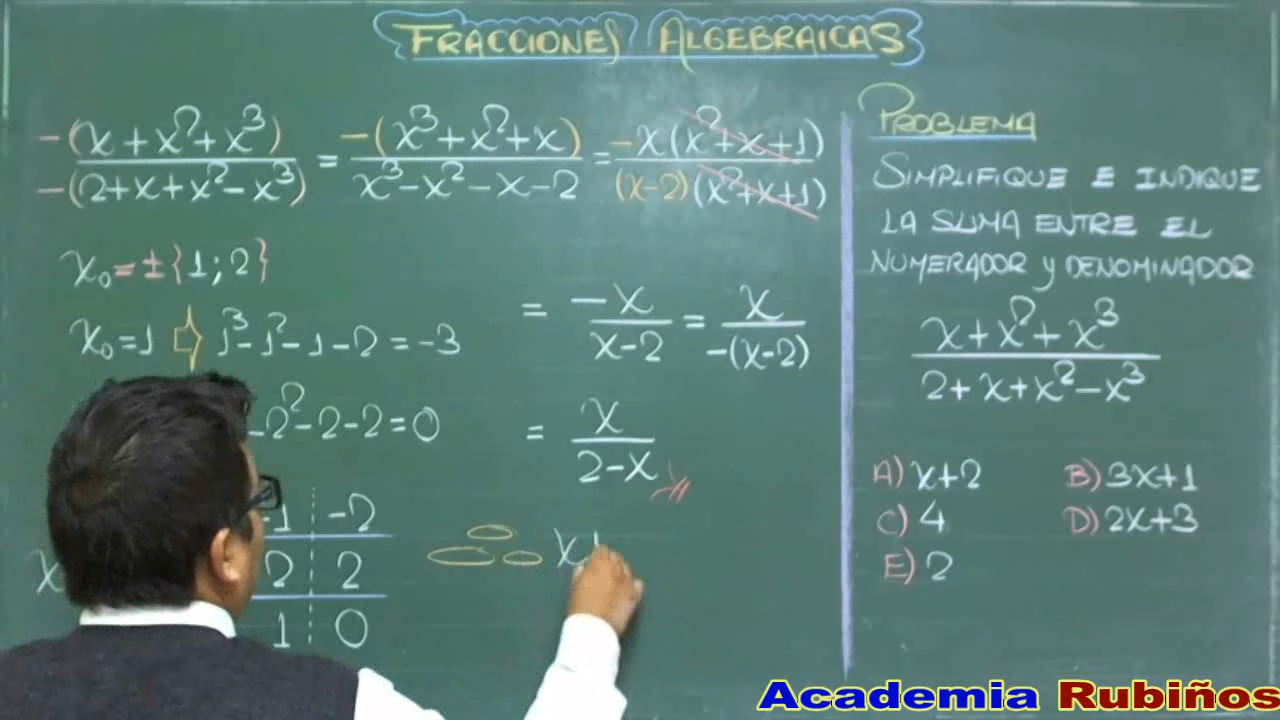 FRACCIONES ALGEBRAICAS
-(x + x² + x³) / -(2+x+x²-x³) = -(x³+x²+x) / x³-x²-x-2 = -x(x²+x+1) / (x-2)(x²+x+1)
x₀=±{1;2}
x₀=1 ⇨ 1³-1²-1-2=-3
-2²-2-2=0
-1 -2
x 2 2
1 0
= -x / x-2 = x / -(x-2)
= x / 2-x
x+
PROBLEMA
SIMPLIFIQUE E INDIQUE
LA SUMA ENTRE EL
NUMERADOR y DENOMINADOR
x+x²+x³
2+x+x²-x³
A) x+2 B) 3x+1
C) 4 D) 2x+3
E) 2
Academia Rubiños